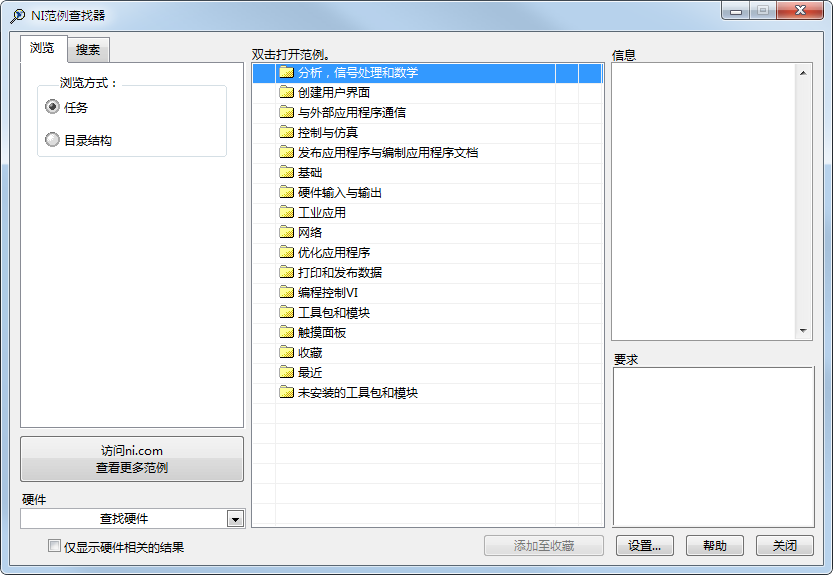 NI范例查找器
浏览
搜索
浏览方式：
任务
目录结构
访问ni.com
查看更多范例
硬件
查找硬件
仅显示硬件相关的结果
双击打开范例。
分析，信号处理和数学
创建用户界面
与外部应用程序通信
控制与仿真
发布应用程序与编制应用程序文档
基础
硬件输入与输出
工业应用
网络
优化应用程序
打印和发布数据
编程控制VI
工具包和模块
触摸面板
收藏
最近
未安装的工具包和模块
信息
要求
添加至收藏
设置...
帮助
关闭